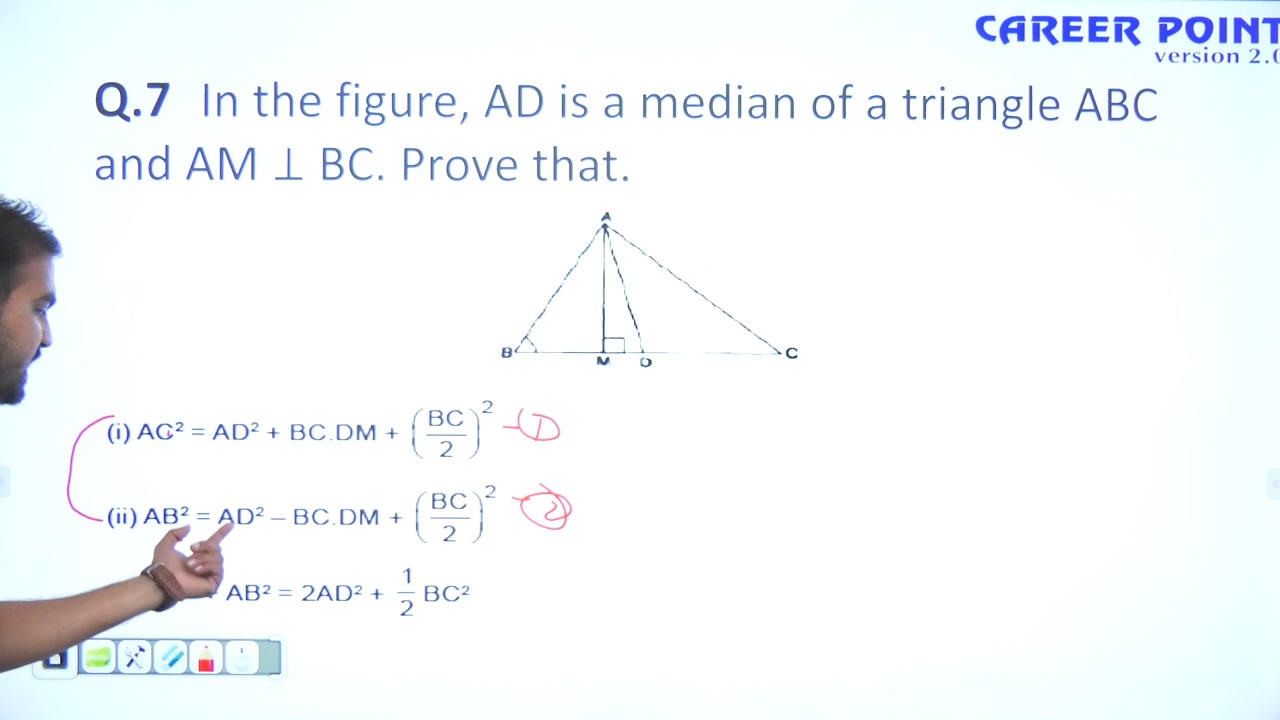 CAREER POINT
version 2.0
Q.7 In the figure, AD is a median of a triangle ABC
and AM ⊥ BC. Prove that.
A
B M D C
(i) AC² = AD² + BC.DM + (BC/2)² – ①
(ii) AB² = AD² – BC.DM + (BC/2)² – ②
AB² = 2AD² + 1/2 BC²
NOTE